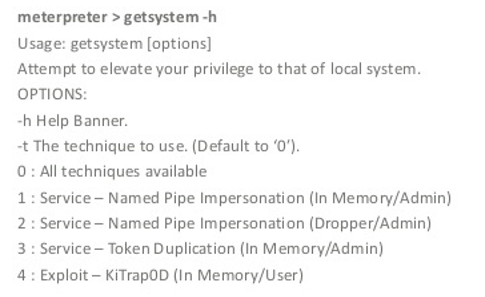 meterpreter > getsystem -h
Usage: getsystem [options]
Attempt to elevate your privilege to that of local system.
OPTIONS:
-h Help Banner.
-t The technique to use. (Default to ‘0’).
0 : All techniques available
1 : Service – Named Pipe Impersonation (In Memory/Admin)
2 : Service – Named Pipe Impersonation (Dropper/Admin)
3 : Service – Token Duplication (In Memory/Admin)
4 : Exploit – KiTrap0D (In Memory/User)